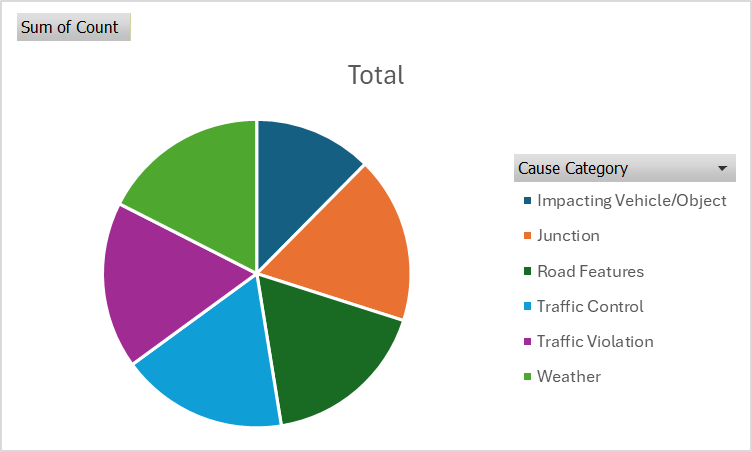 Sum of Count
Total
Cause Category
Impacting Vehicle/Object
Junction
Road Features
Traffic Control
Traffic Violation
Weather